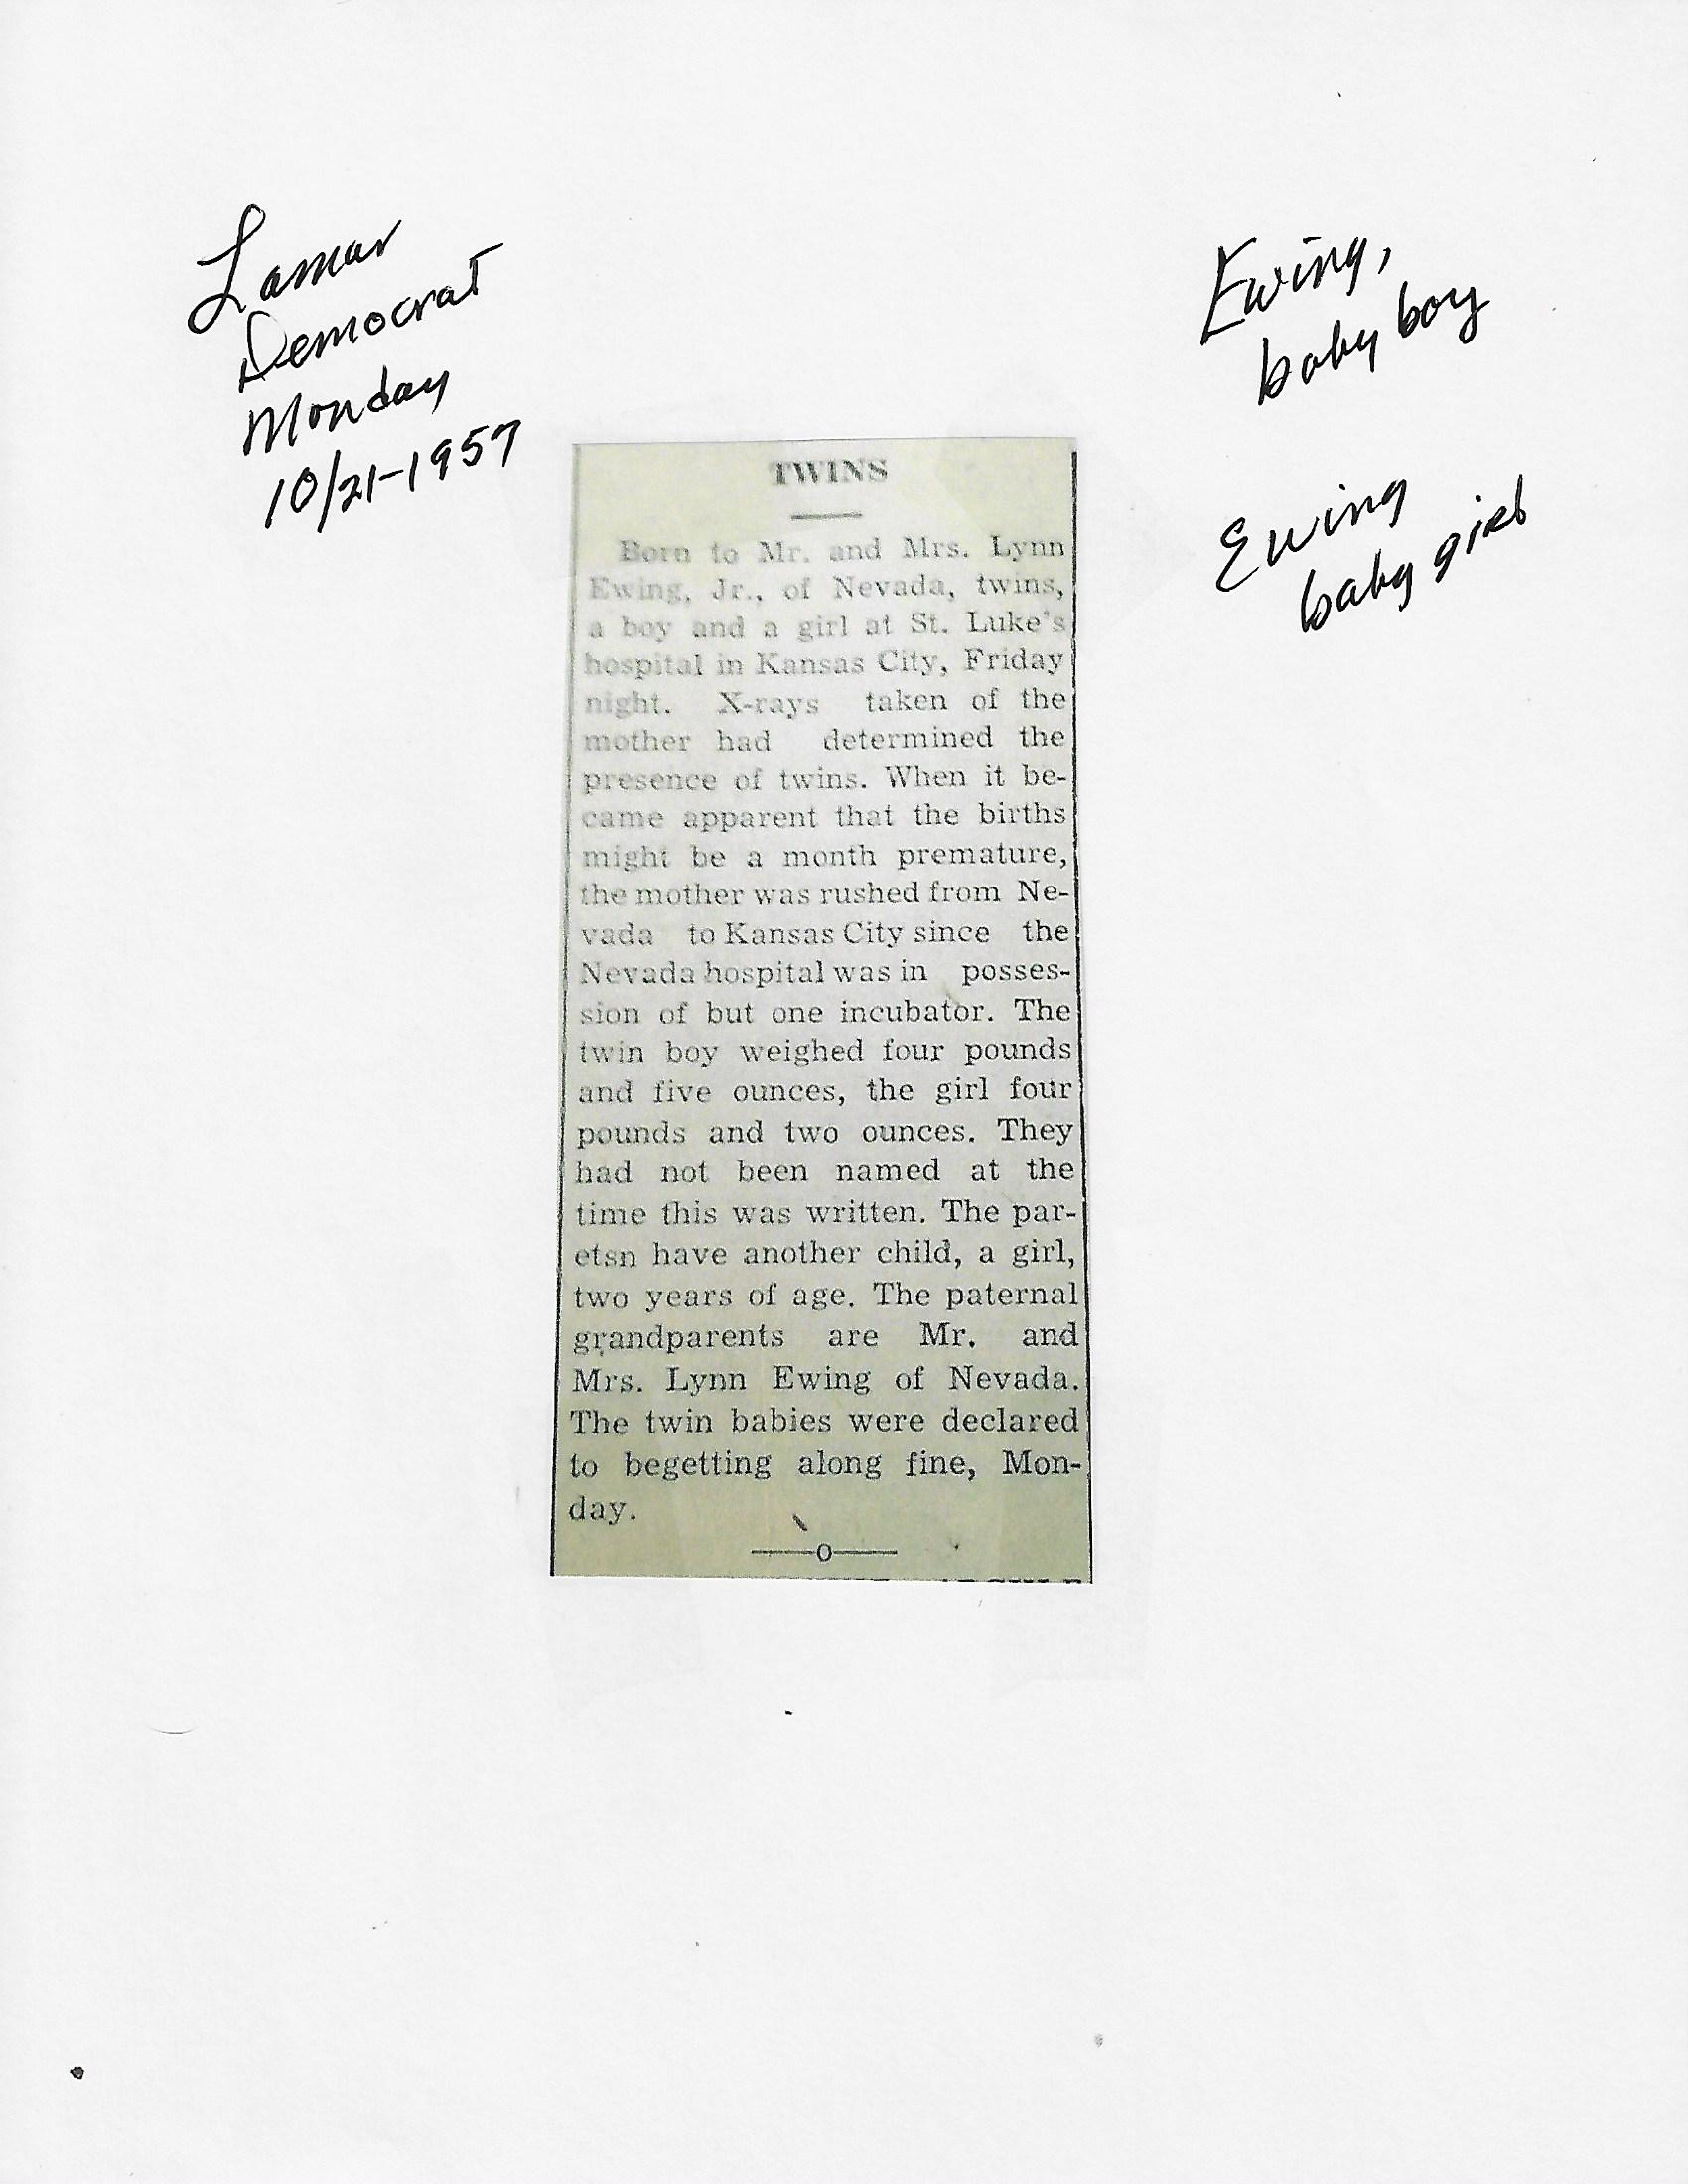 Lamar
Democrat
Monday
10/21-1957
Ewing,
baby boy
Ewing
baby girl
TWINS
Born to Mr. and Mrs. Lynn
Ewing, Jr., of Nevada, twins,
a boy and a girl at St. Luke's
hospital in Kansas City, Friday
night. X-rays taken of the
mother had determined the
presence of twins. When it be-
came apparent that the births
might be a month premature,
the mother was rushed from Ne-
vada to Kansas City since the
Nevada hospital was in posses-
sion of but one incubator. The
twin boy weighed four pounds
and five ounces, the girl four
pounds and two ounces. They
had not been named at the
time this was written. The par-
etsn have another child, a girl,
two years of age. The paternal
grandparents are Mr. and
Mrs. Lynn Ewing of Nevada.
The twin babies were declared
to begetting along fine, Mon-
day.
——o——